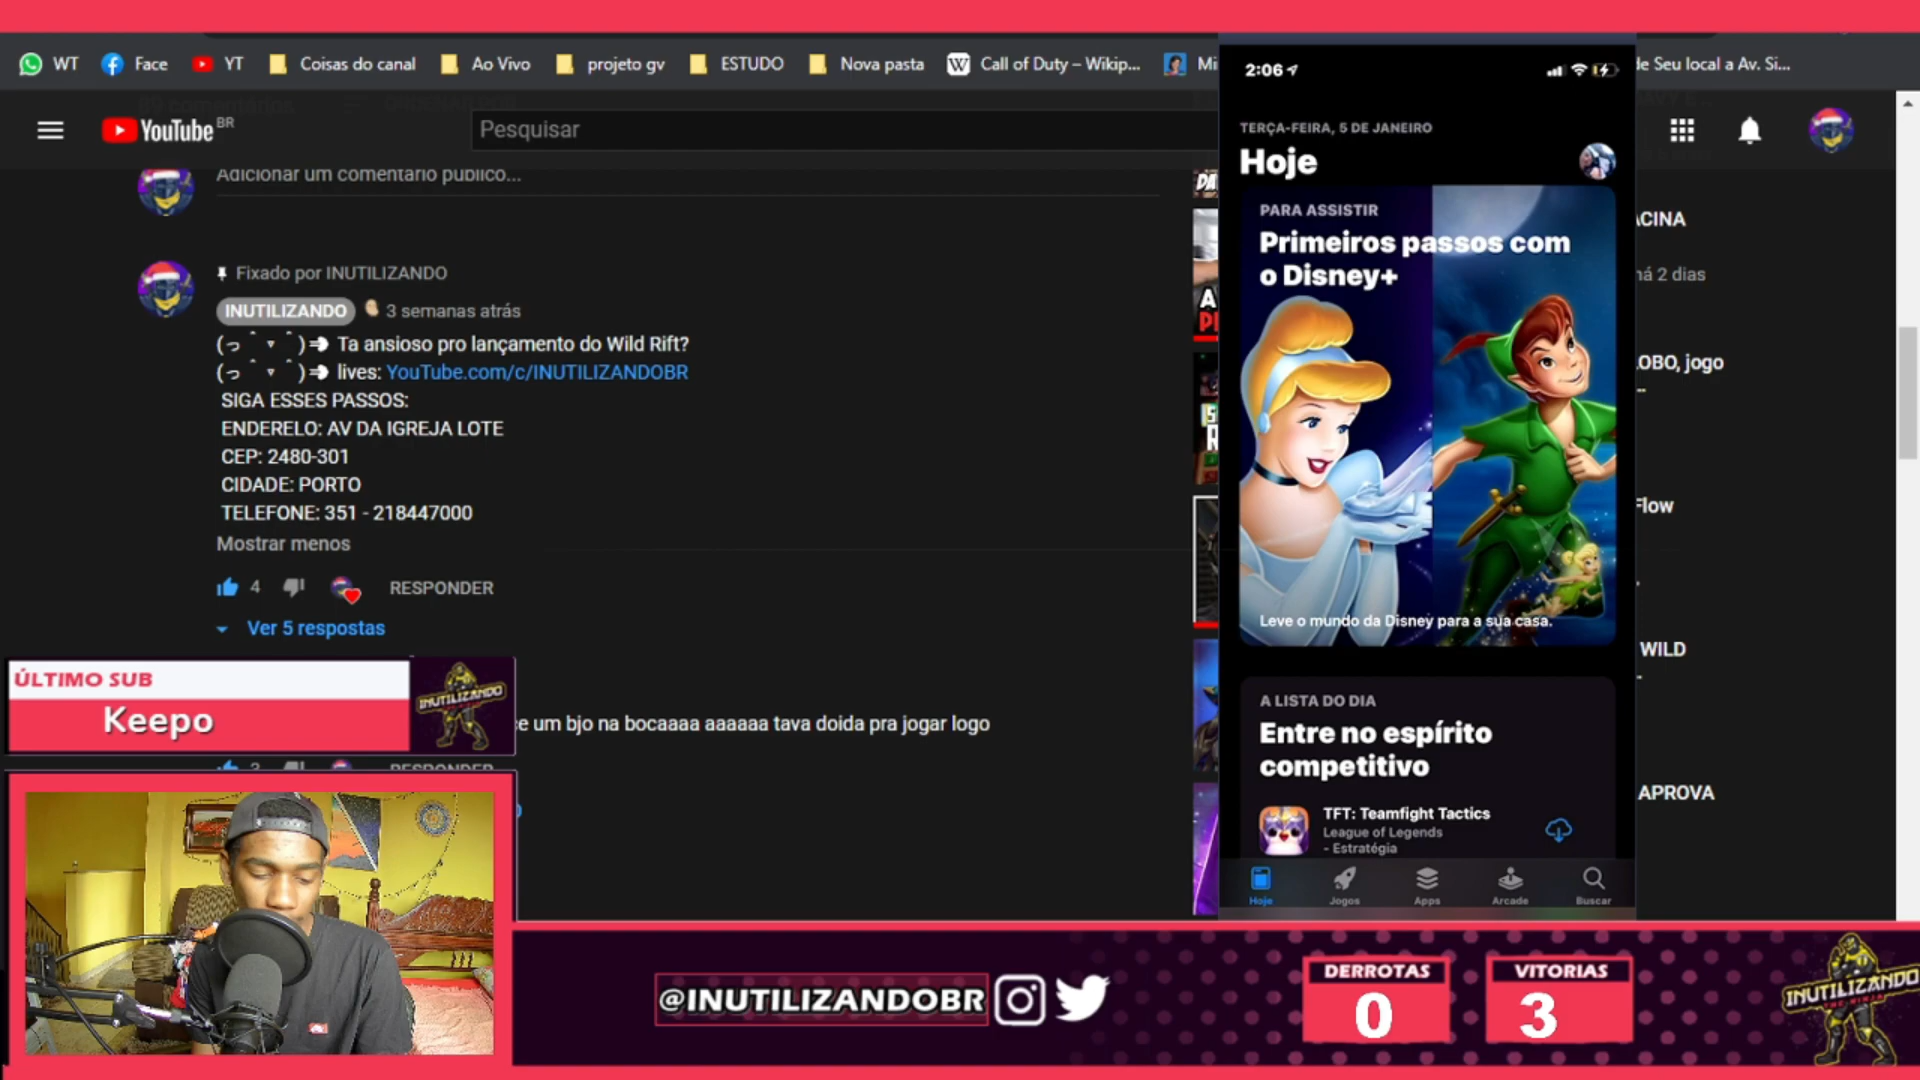 WT
Face
YT
Coisas do canal
Ao Vivo
projeto gv
ESTUDO
Nova pasta
Call of Duty – Wikip...
Mi
de Seu local a Av. Si...
YouTube BR
Pesquisar
Adicionar um comentário público...
Fixado por INUTILIZANDO
INUTILIZANDO 3 semanas atrás
Ta ansioso pro lançamento do Wild Rift?
lives: YouTube.com/c/INUTILIZANDOBR
SIGA ESSES PASSOS:
ENDERELO: AV DA IGREJA LOTE
CEP: 2480-301
CIDADE: PORTO
TELEFONE: 351 - 218447000
Mostrar menos
4
RESPONDER
Ver 5 respostas
e um bjo na bocaaaa aaaaaa tava doida pra jogar logo
3
RESPONDER
2:06
TERÇA-FEIRA, 5 DE JANEIRO
Hoje
PARA ASSISTIR
Primeiros passos com
o Disney+
Leve o mundo da Disney para a sua casa.
A LISTA DO DIA
Entre no espírito
competitivo
TFT: Teamfight Tactics
League of Legends
- Estratégia
Hoje
Jogos
Apps
Arcade
Buscar
ACINA
há 2 dias
LOBO, jogo
Flow
WILD
APROVA
ÚLTIMO SUB
Keepo
INUTILIZANDO
@INUTILIZANDOBR
DERROTAS
0
VITORIAS
3
INUTILIZANDO